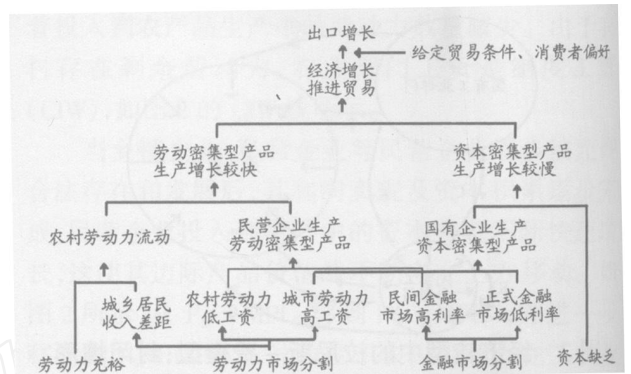 出口增长
给定贸易条件、消费者偏好
经济增长
推进贸易
劳动密集型产品
生产增长较快
资本密集型产品
生产增长较慢
农村劳动力流动
民营企业生产
劳动密集型产品
国有企业生产
资本密集型产品
城乡居民
收入差距
农村劳动力
低工资
城市劳动力
高工资
民间金融
市场高利率
正式金融
市场低利率
劳动力充裕
劳动力市场分割
金融市场分割
资本缺乏